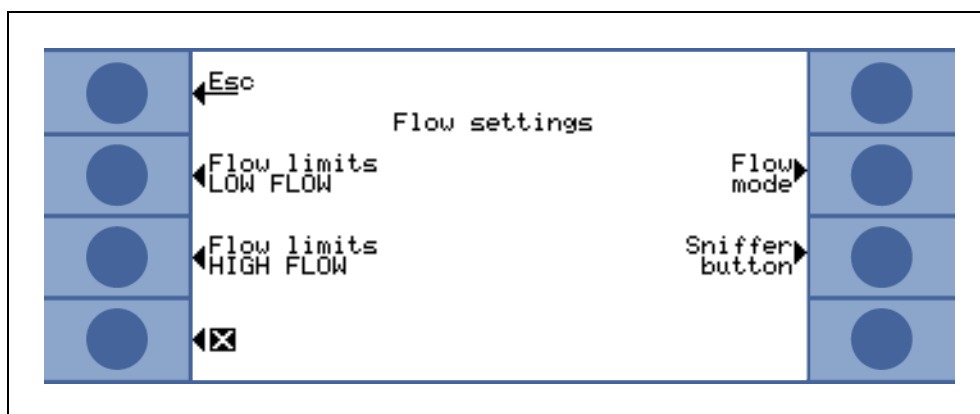 Esc
Flow settings
Flow limits
LOW FLOW
Flow
mode
Flow limits
HIGH FLOW
Sniffer
button